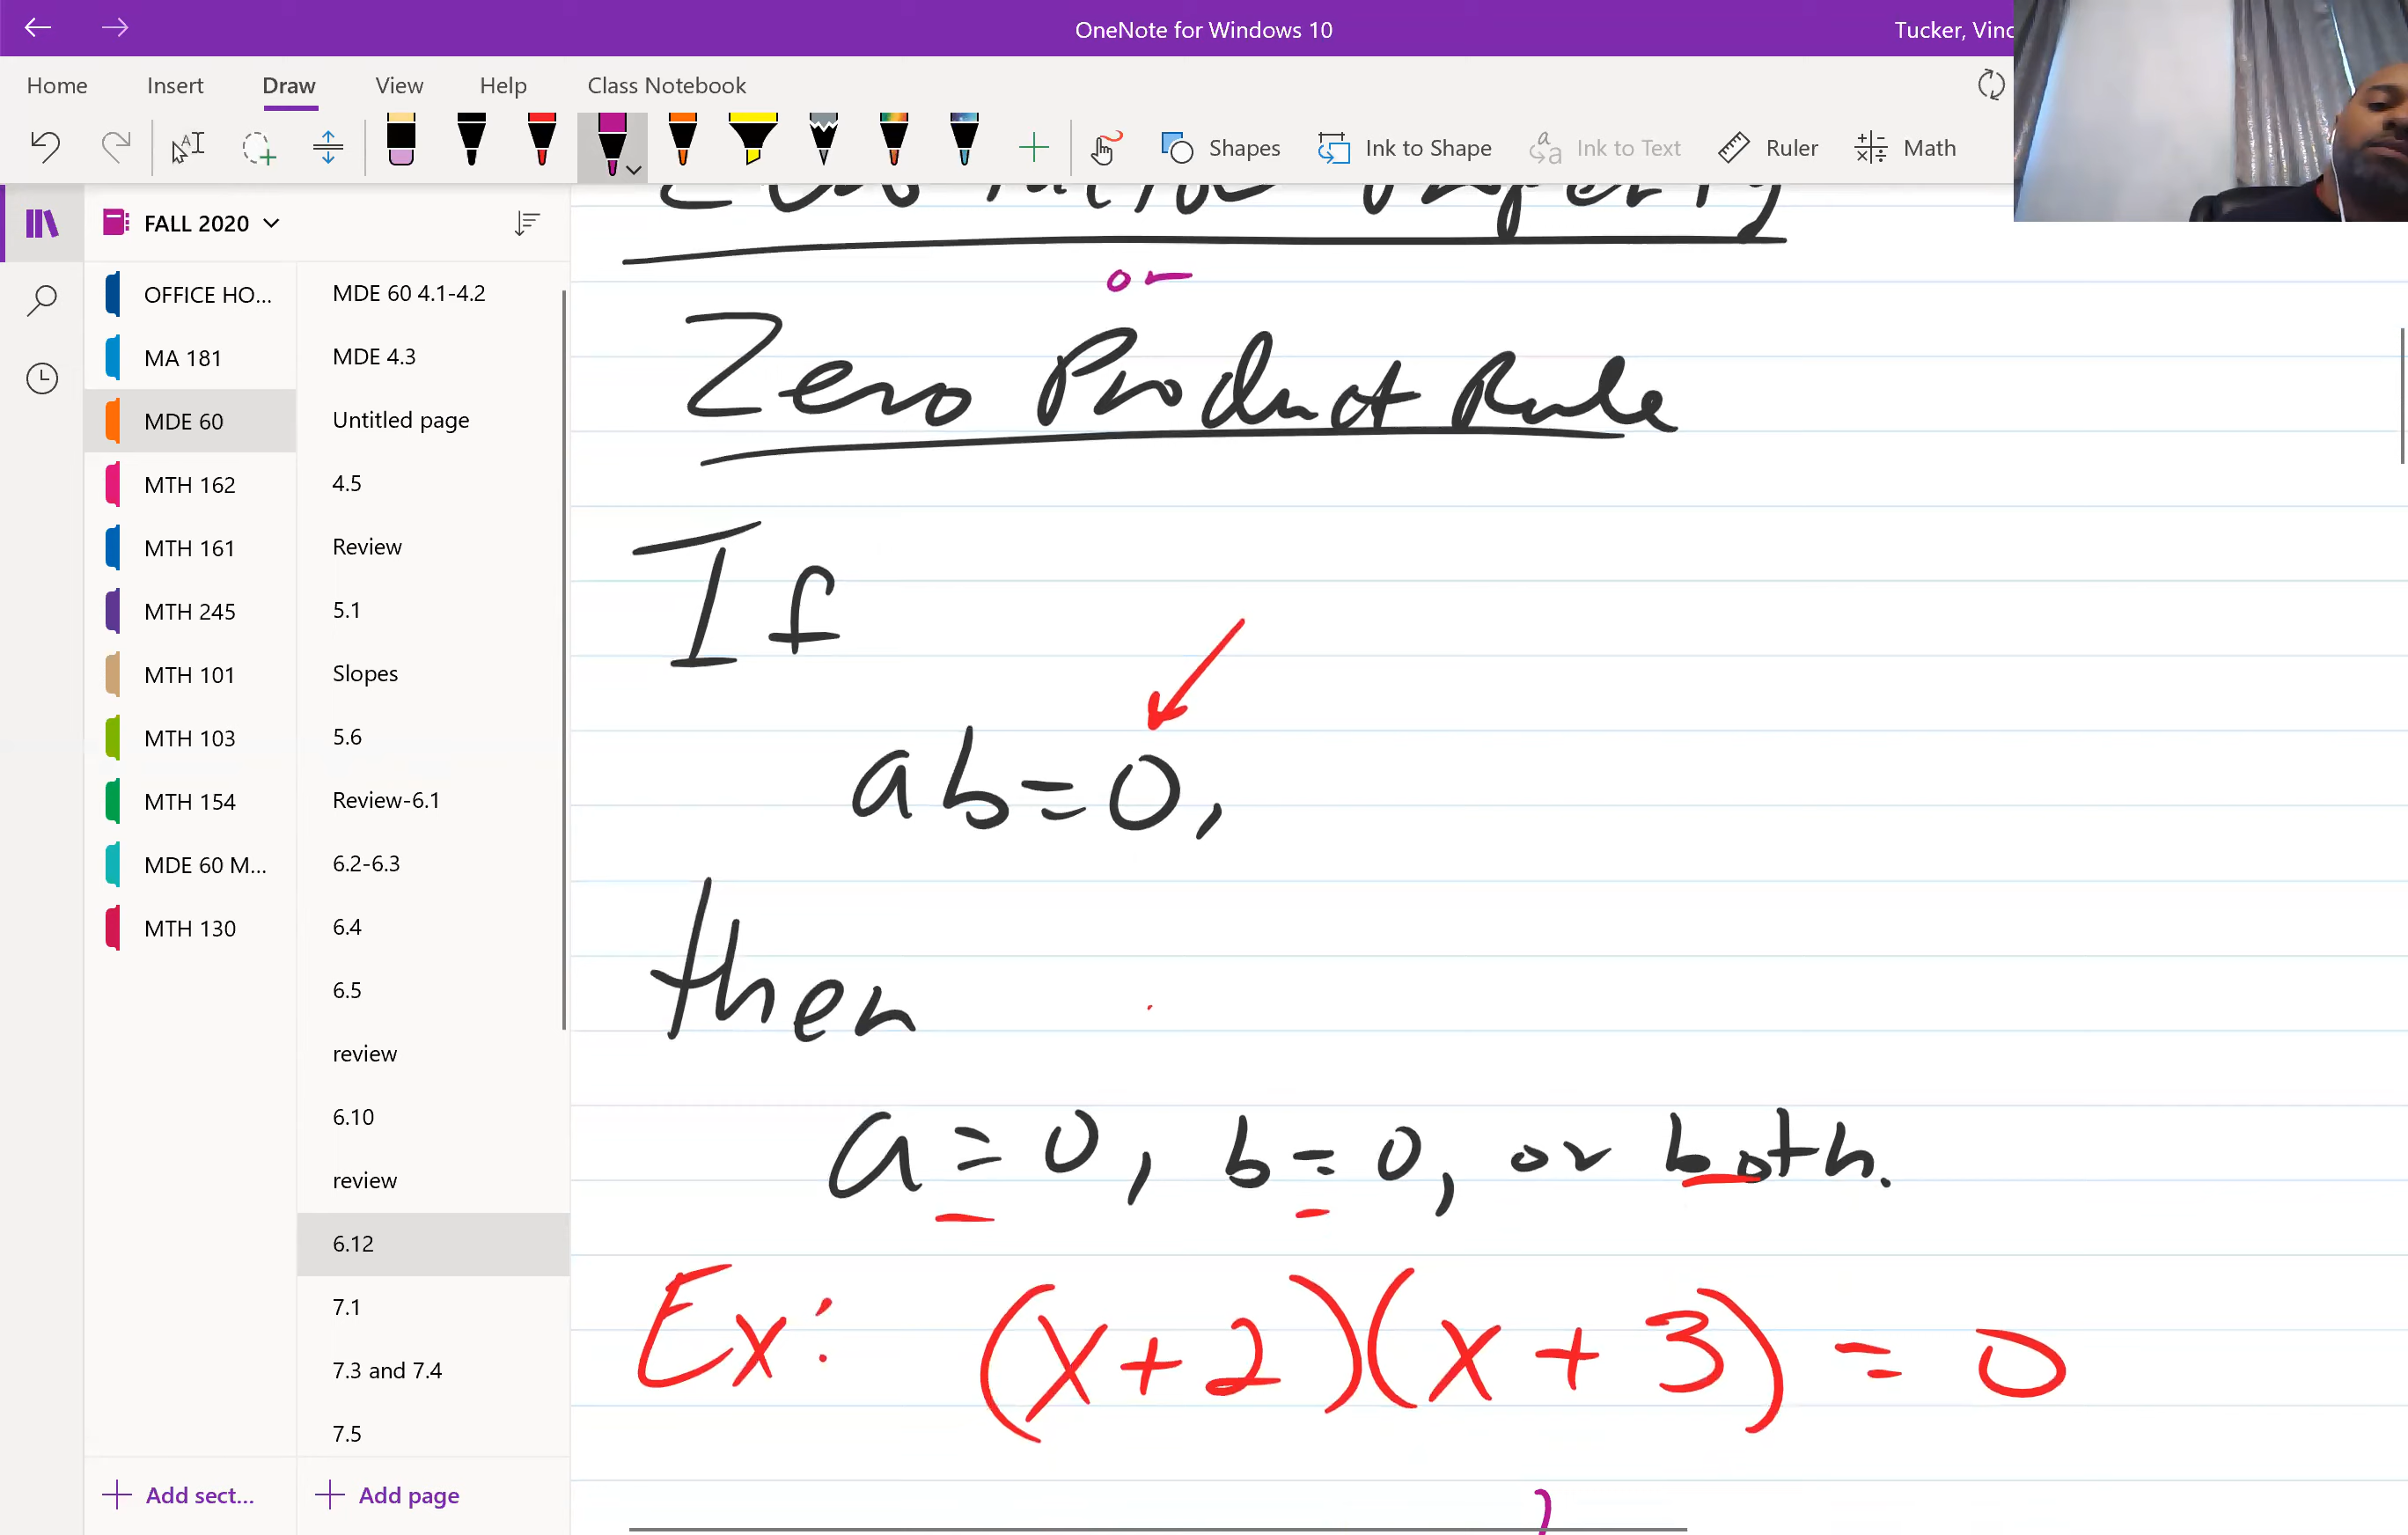 OneNote for Windows 10
Tucker, Vinc
Home Insert Draw View Help Class Notebook
Shapes Ink to Shape Ink to Text Ruler Math
FALL 2020
OFFICE HO...
MA 181
MDE 60
MTH 162
MTH 161
MTH 245
MTH 101
MTH 103
MTH 154
MDE 60 M...
MTH 130
Add sect...
MDE 60 4.1-4.2
MDE 4.3
Untitled page
4.5
Review
5.1
Slopes
5.6
Review-6.1
6.2-6.3
6.4
6.5
review
6.10
review
6.12
7.1
7.3 and 7.4
7.5
Add page
Zero Factor Property
or
Zero Product Rule
If
ab=0,
then
a=0, b=0, or both.
Ex: (x+2)(x+3)=0